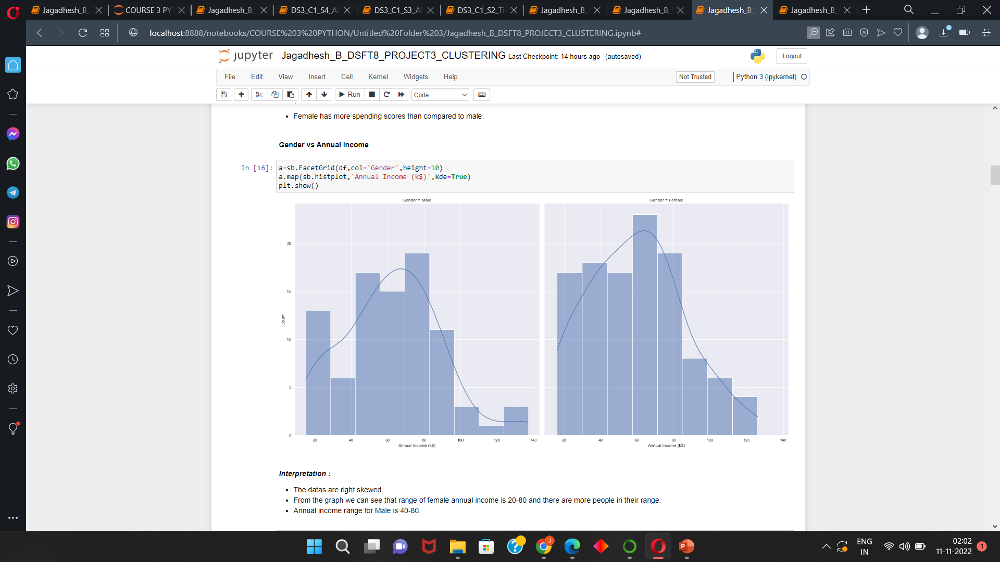 Jagadhesh_B_
COURSE 3 PY
Jagadhesh_B_
DS3_C1_S4_A
DS3_C1_S3_A
DS3_C1_S2_Ti
Jagadhesh_B_
Jagadhesh_B_
Jagadhesh_B_
Jagadhesh_B_
localhost:8888/notebooks/COURSE%203%20PYTHON/Untitled%20Folder%203/Jagadhesh_B_DSFT8_PROJECT3_CLUSTERING.ipynb#
jupyter Jagadhesh_B_DSFT8_PROJECT3_CLUSTERING Last Checkpoint: 14 hours ago (autosaved)
Logout
File Edit View Insert Cell Kernel Widgets Help
Not Trusted
Python 3 (ipykernel)
Run
Code
Female has more spending scores than compared to male.
Gender vs Annual Income
In [16]:
a=sb.FacetGrid(df,col='Gender',height=10)
a.map(sb.histplot,'Annual Income (k$)',kde=True)
plt.show()
Gender = Male
Gender = Female
20
15
10
5
0
Count
20 40 60 80 100 120 140
20 40 60 80 100 120 140
Annual Income (k$)
Annual Income (k$)
Interpretation :
The datas are right skewed.
From the graph we can see that range of female annual income is 20-80 and there are more people in their range.
Annual income range for Male is 40-80.
J
P
ENG
IN
02:02
11-11-2022
1